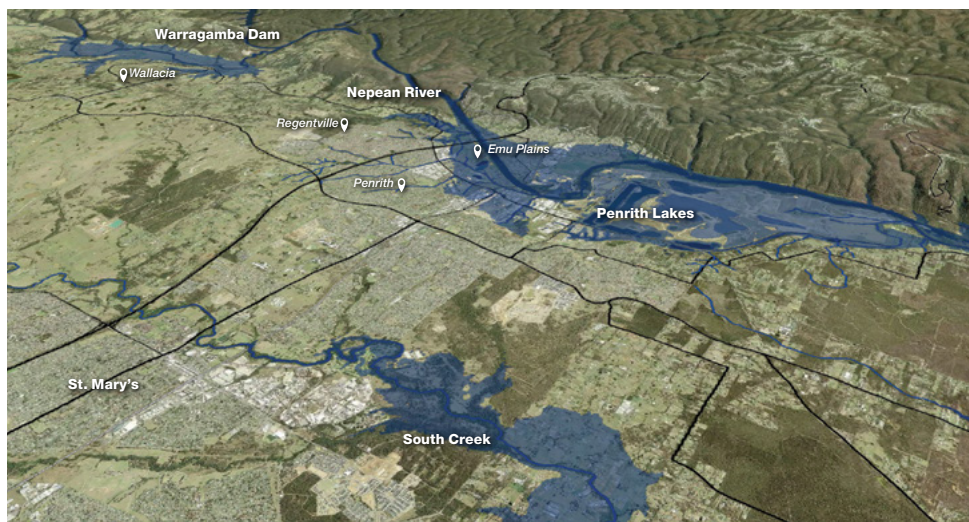 Warragamba Dam
Wallacia
Nepean River
Regentville
Emu Plains
Penrith
Penrith Lakes
St. Mary's
South Creek